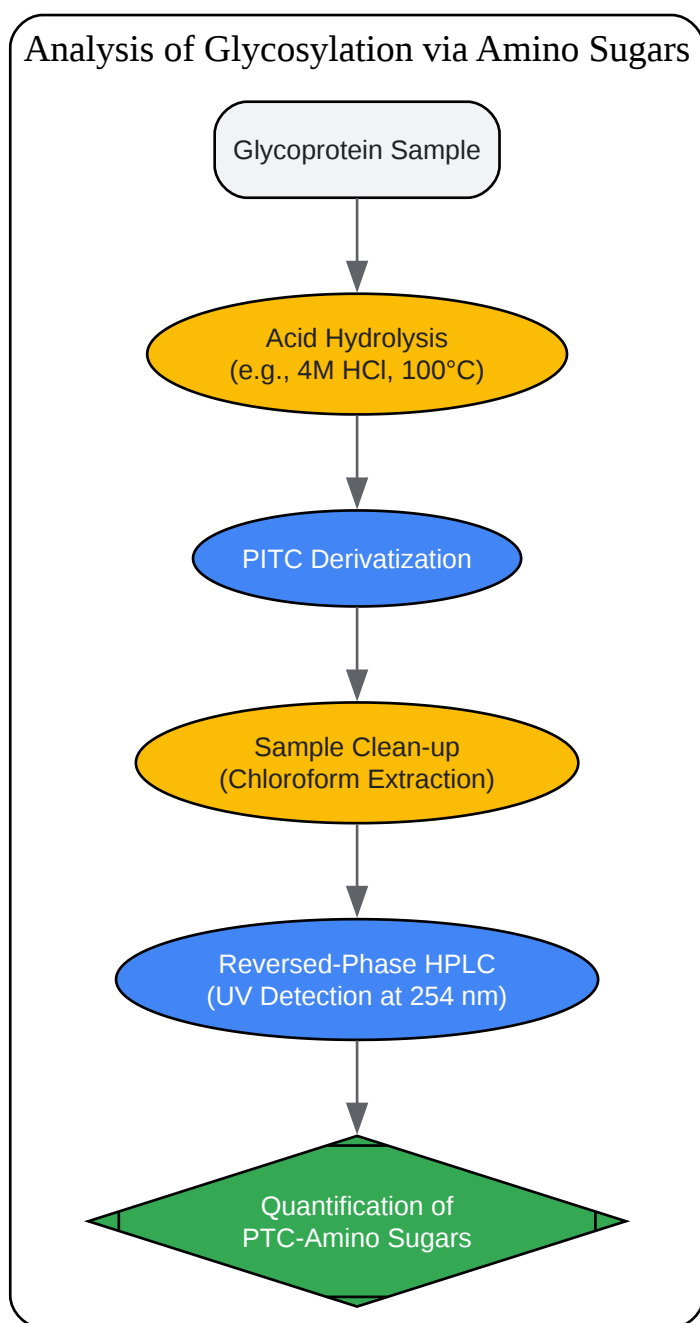 Analysis of Glycosylation via Amino Sugars
Glycoprotein Sample
Acid Hydrolysis
(e.g., 4M HCl, 100°C)
PITC Derivatization
Sample Clean-up
(Chloroform Extraction)
Reversed-Phase HPLC
(UV Detection at 254 nm)
Quantification of
PTC-Amino Sugars